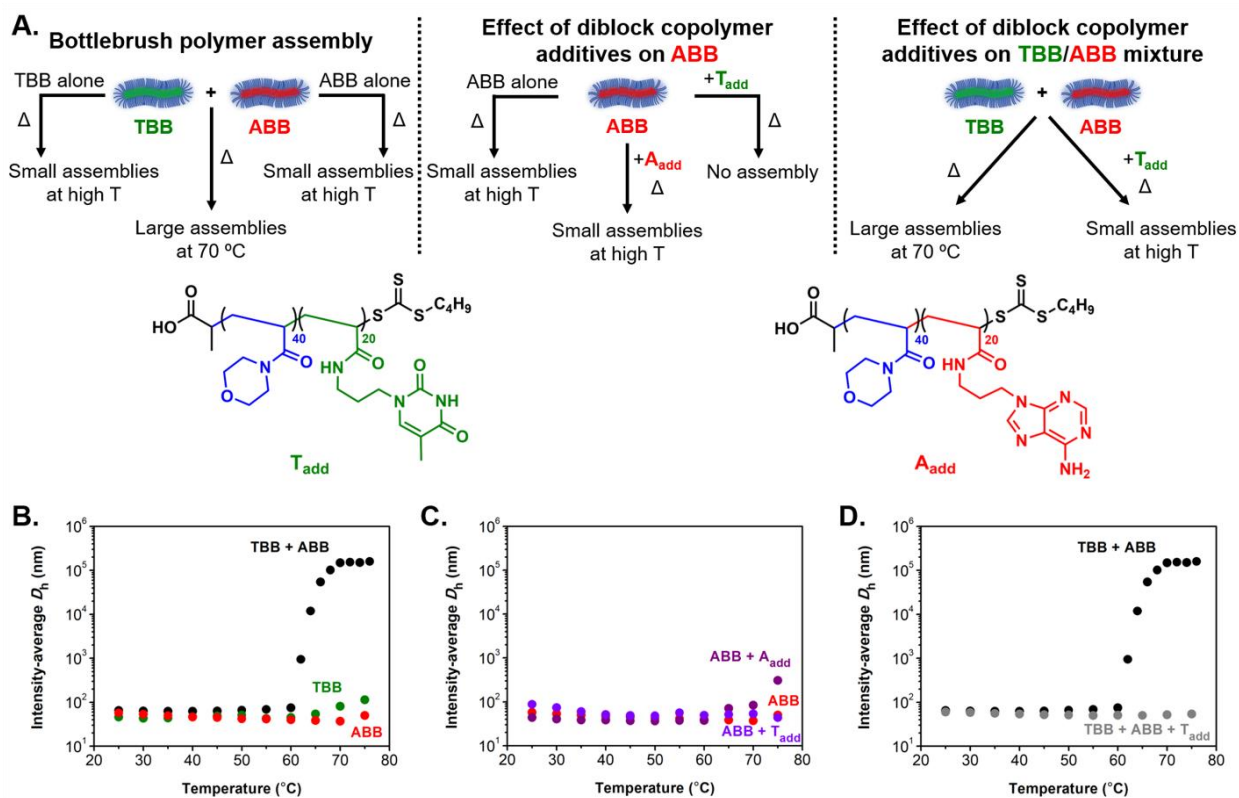 A.
Bottlebrush polymer assembly
TBB alone
+
ABB alone
Δ
TBB
ABB
Δ
Δ
Small assemblies
at high T
Small assemblies
at high T
Large assemblies
at 70 ºC
Effect of diblock copolymer
additives on ABB
ABB alone
+Tadd
Δ
ABB
Δ
+Aadd
Δ
Small assemblies
at high T
No assembly
Small assemblies
at high T
Effect of diblock copolymer
additives on TBB/ABB mixture
+
TBB
ABB
Δ
+Tadd
Δ
Large assemblies
at 70 ºC
Small assemblies
at high T
O
HO
40
20
S
S
S
C4H9
N
O
O
HN
O
N
O
NH
O
Tadd
O
HO
40
20
S
S
S
C4H9
N
O
O
HN
O
N
N
N
N
NH2
Aadd
B.
Intensity-average Dh (nm)
10^6
10^5
10^4
10^3
10^2
10^1
TBB + ABB
TBB
ABB
20 30 40 50 60 70 80
Temperature (°C)
C.
Intensity-average Dh (nm)
10^6
10^5
10^4
10^3
10^2
10^1
ABB + Aadd
ABB
ABB + Tadd
20 30 40 50 60 70 80
Temperature (°C)
D.
Intensity-average Dh (nm)
10^6
10^5
10^4
10^3
10^2
10^1
TBB + ABB
TBB + ABB + Tadd
20 30 40 50 60 70 80
Temperature (°C)